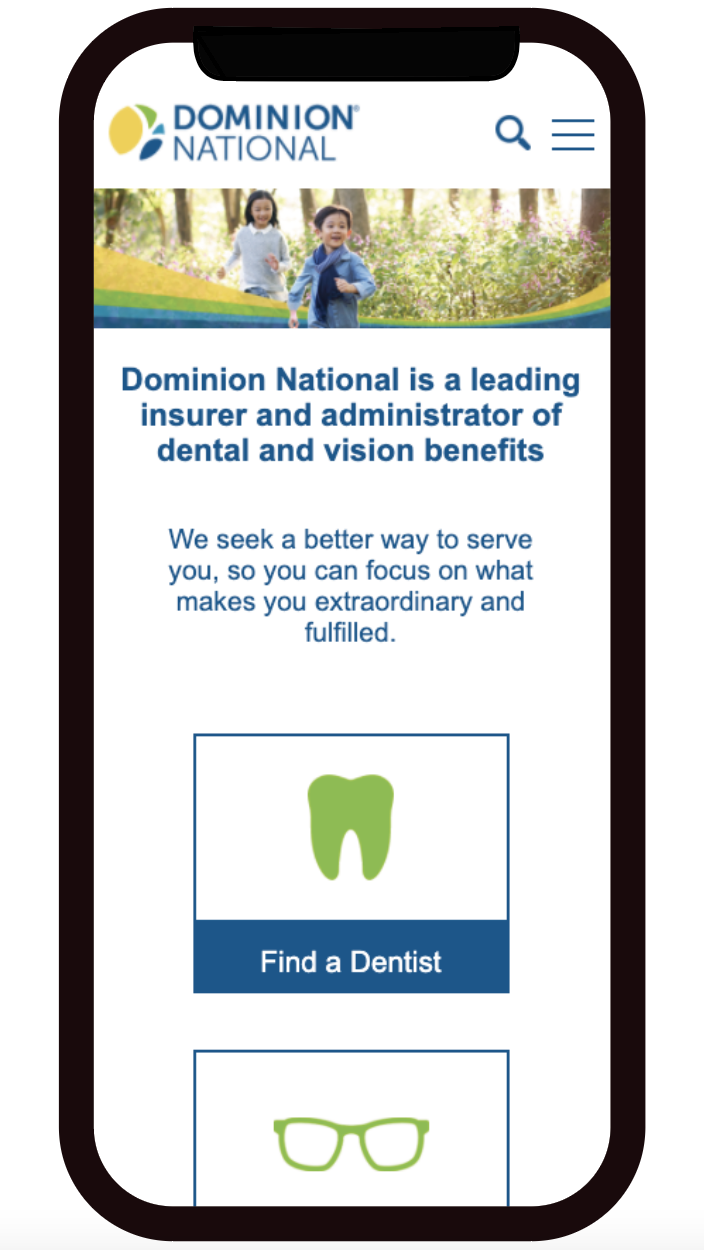 DOMINION®
NATIONAL
Dominion National is a leading
insurer and administrator of
dental and vision benefits
We seek a better way to serve
you, so you can focus on what
makes you extraordinary and
fulfilled.
Find a Dentist